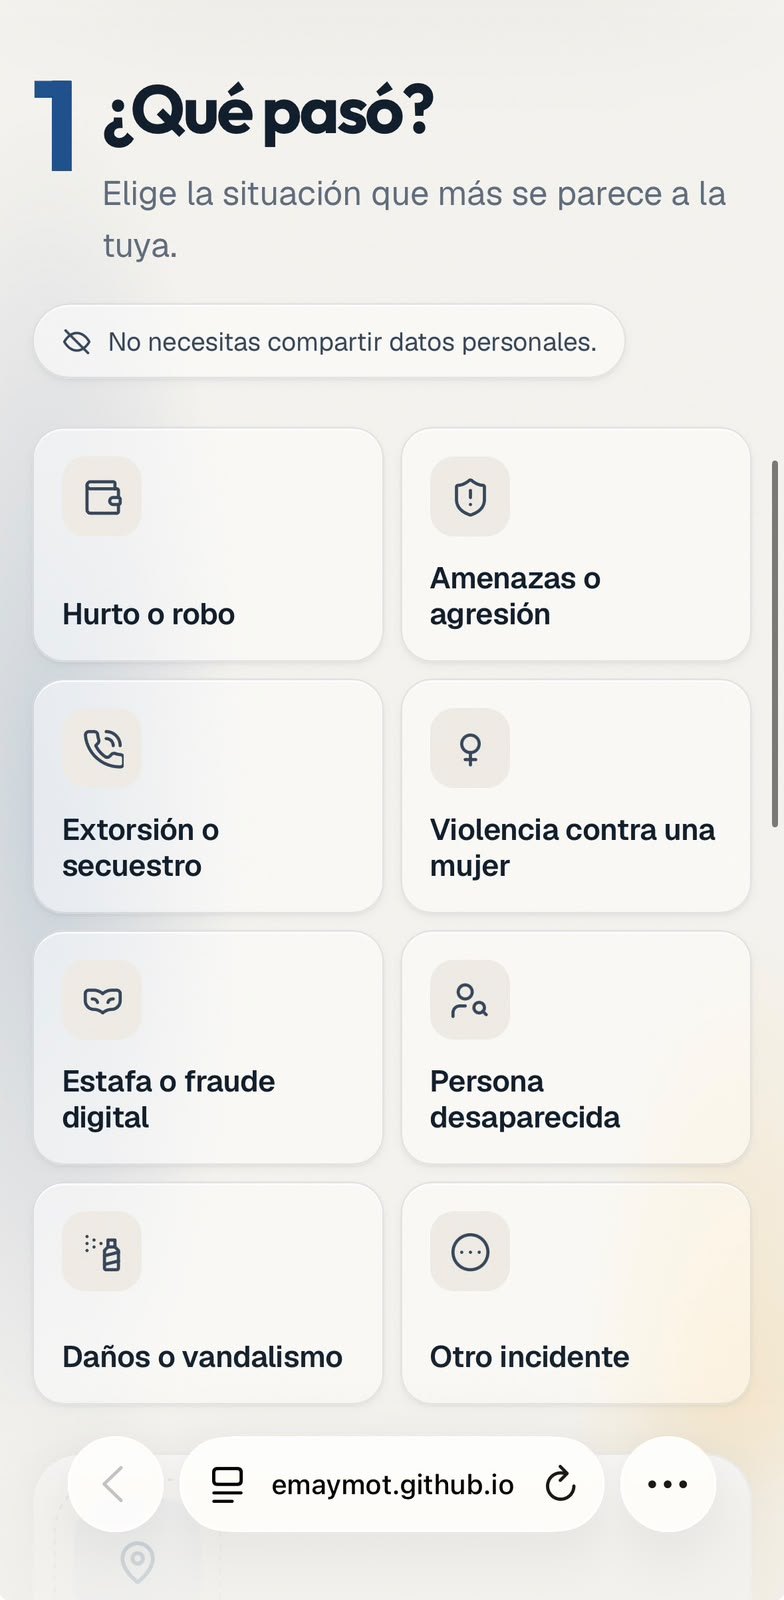 1
¿Qué pasó?
Elige la situación que más se parece a la
tuya.
No necesitas compartir datos personales.
Hurto o robo
Amenazas o
agresión
Extorsión o
secuestro
Violencia contra una
mujer
Estafa o fraude
digital
Persona
desaparecida
Daños o vandalismo
Otro incidente
emaymot.github.io